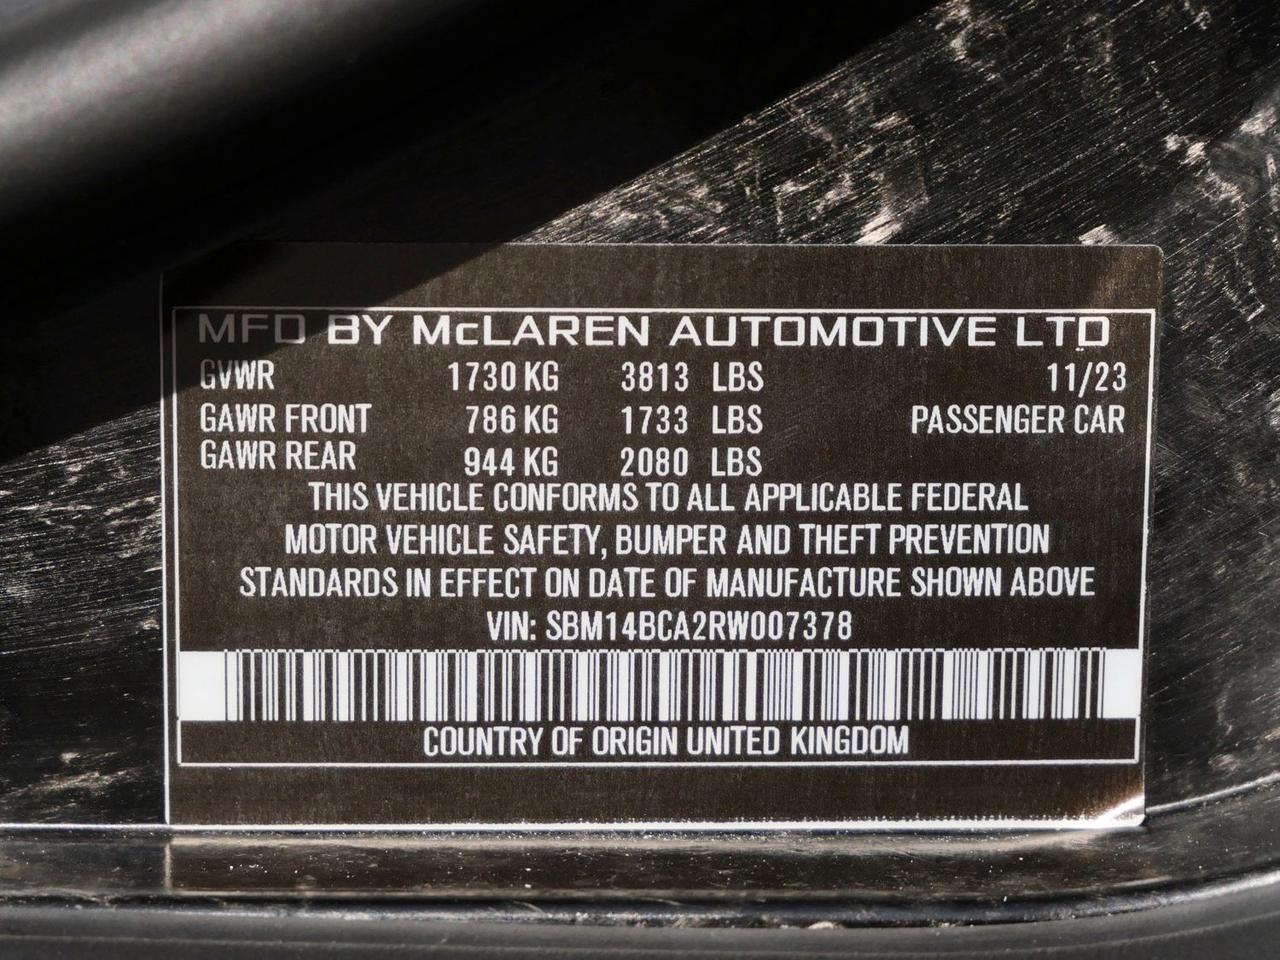 MFD BY McLAREN AUTOMOTIVE LTD
GVWR 1730 KG 3813 LBS 11/23
GAWR FRONT 786 KG 1733 LBS PASSENGER CAR
GAWR REAR 944 KG 2080 LBS
THIS VEHICLE CONFORMS TO ALL APPLICABLE FEDERAL
MOTOR VEHICLE SAFETY, BUMPER AND THEFT PREVENTION
STANDARDS IN EFFECT ON DATE OF MANUFACTURE SHOWN ABOVE
VIN: SBM14BCA2RW007378
COUNTRY OF ORIGIN UNITED KINGDOM